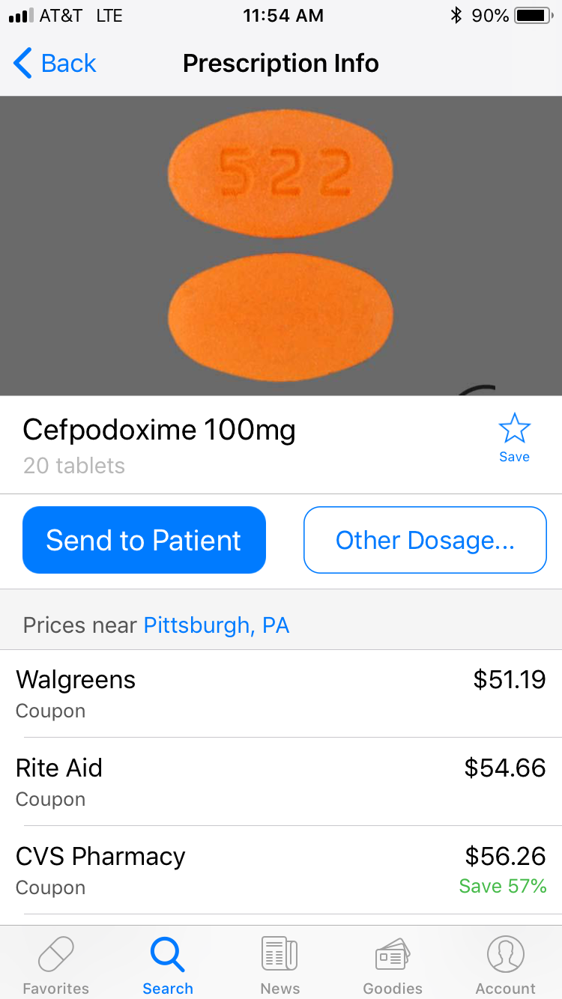 AT&T LTE 11:54 AM 90%
Back Prescription Info
522
Cefpodoxime 100mg
Save
20 tablets
Send to Patient Other Dosage...
Prices near Pittsburgh, PA
Walgreens $51.19
Coupon
Rite Aid $54.66
Coupon
CVS Pharmacy $56.26
Coupon Save 57%
Favorites Search News Goodies Account